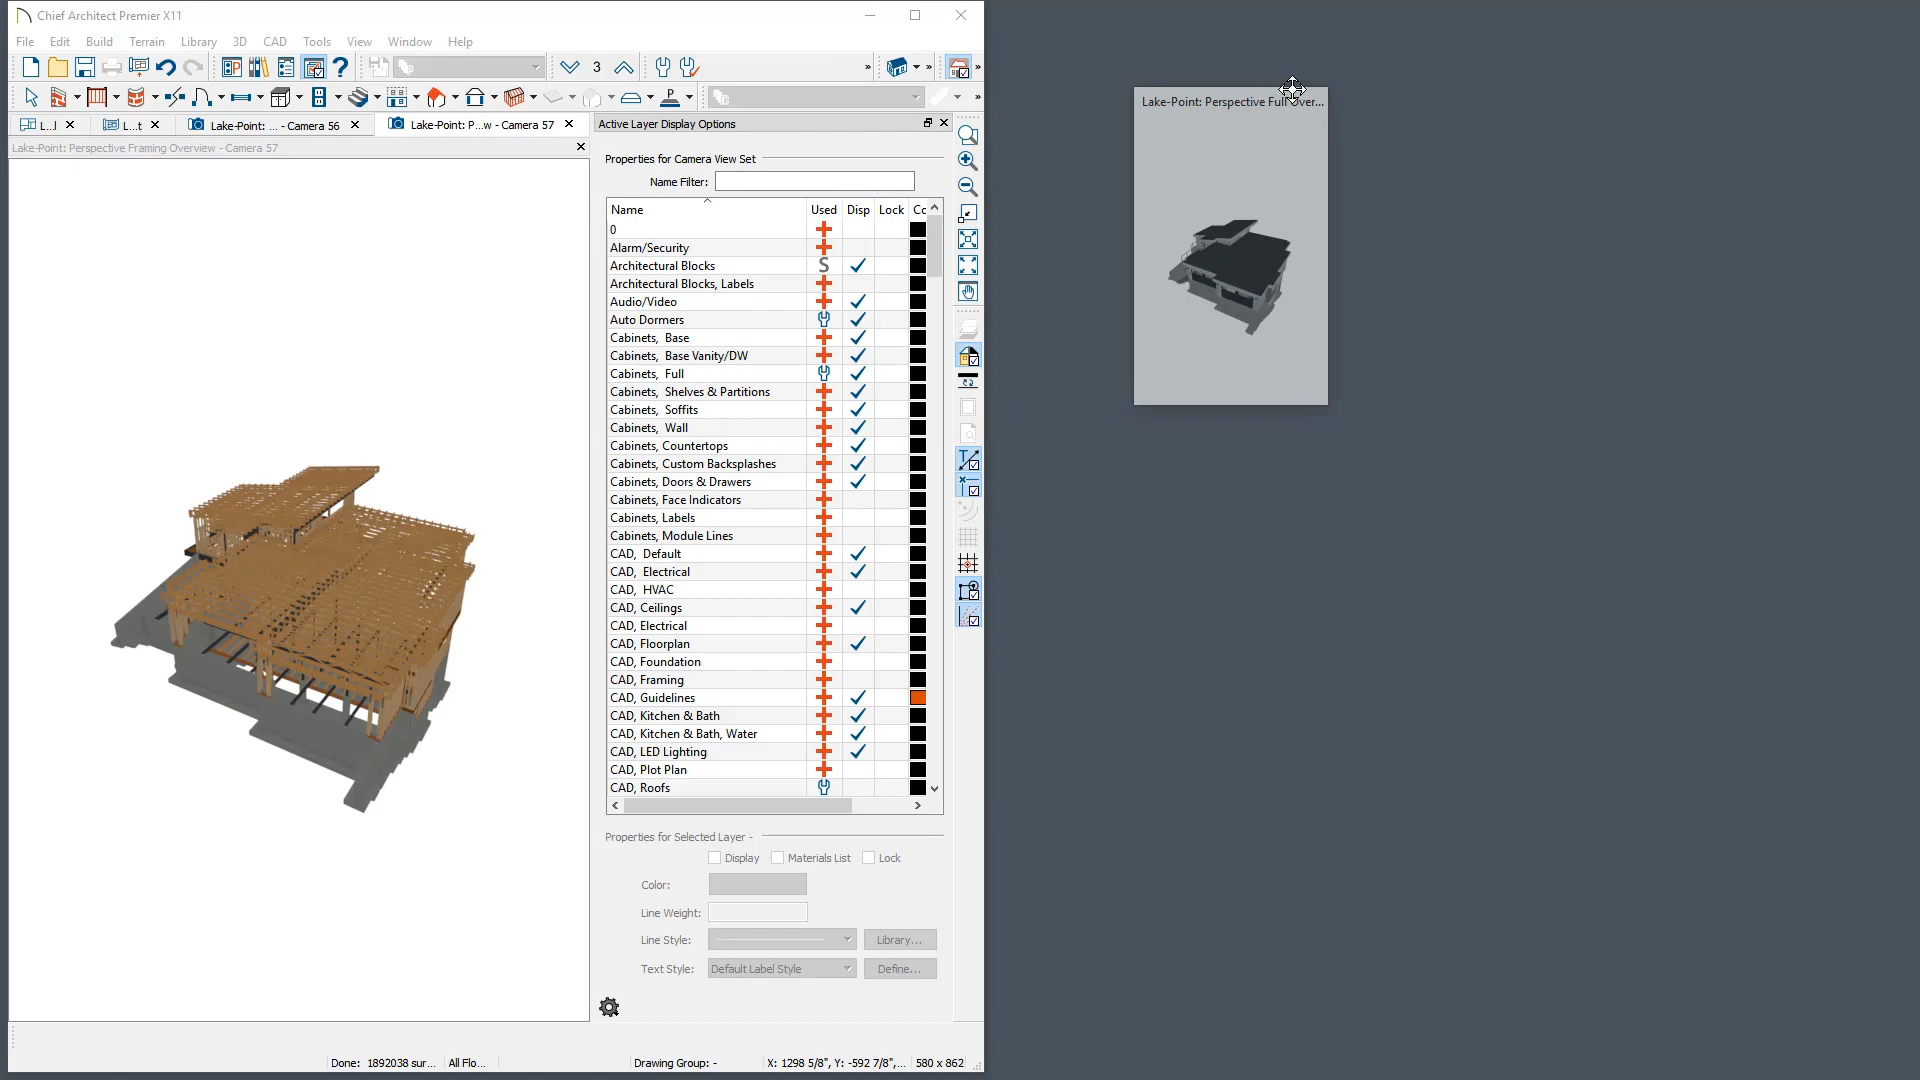 Chief Architect Premier X11
File Edit Build Terrain Library 3D CAD Tools View Window Help
3
L...l L...t Lake-Point: ... - Camera 56 Lake-Point: P...w - Camera 57
Lake-Point: Perspective Framing Overview - Camera 57
Active Layer Display Options
Properties for Camera View Set
Name Filter:
Name Used Disp Lock Co
0
Alarm/Security
Architectural Blocks S
Architectural Blocks, Labels
Audio/Video
Auto Dormers
Cabinets, Base
Cabinets, Base Vanity/DW
Cabinets, Full
Cabinets, Shelves & Partitions
Cabinets, Soffits
Cabinets, Wall
Cabinets, Countertops
Cabinets, Custom Backsplashes
Cabinets, Doors & Drawers
Cabinets, Face Indicators
Cabinets, Labels
Cabinets, Module Lines
CAD, Default
CAD, Electrical
CAD, HVAC
CAD, Ceilings
CAD, Electrical
CAD, Floorplan
CAD, Foundation
CAD, Framing
CAD, Guidelines
CAD, Kitchen & Bath
CAD, Kitchen & Bath, Water
CAD, LED Lighting
CAD, Plot Plan
CAD, Roofs
Properties for Selected Layer -
Display Materials List Lock
Color:
Line Weight:
Line Style: Library...
Text Style: Default Label Style Define...
Done: 1892038 sur... All Flo... Drawing Group: - X: 1298 5/8", Y: -592 7/8",... 580 x 862
Lake-Point: Perspective Full Over...